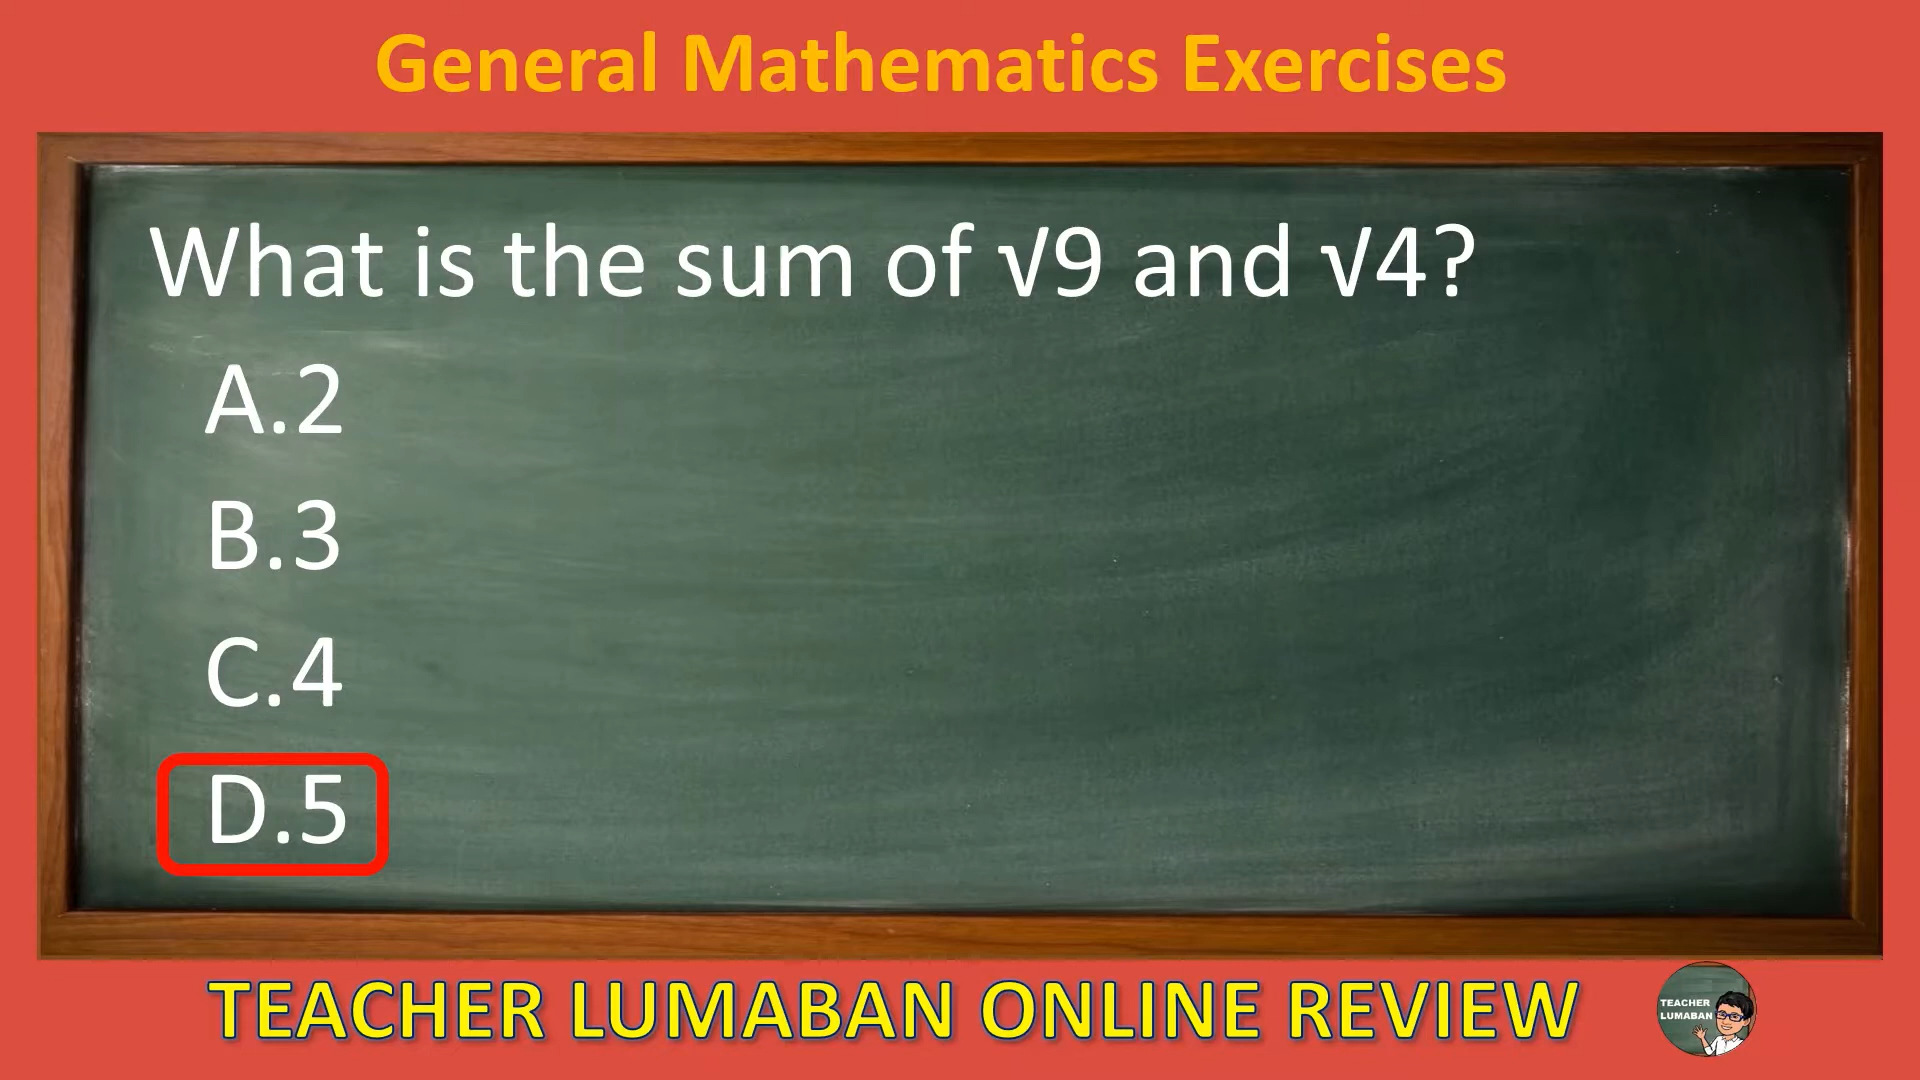 General Mathematics Exercises
What is the sum of √9 and √4?
A.2
B.3
C.4
D.5
TEACHER LUMABAN ONLINE REVIEW
TEACHER
LUMABAN